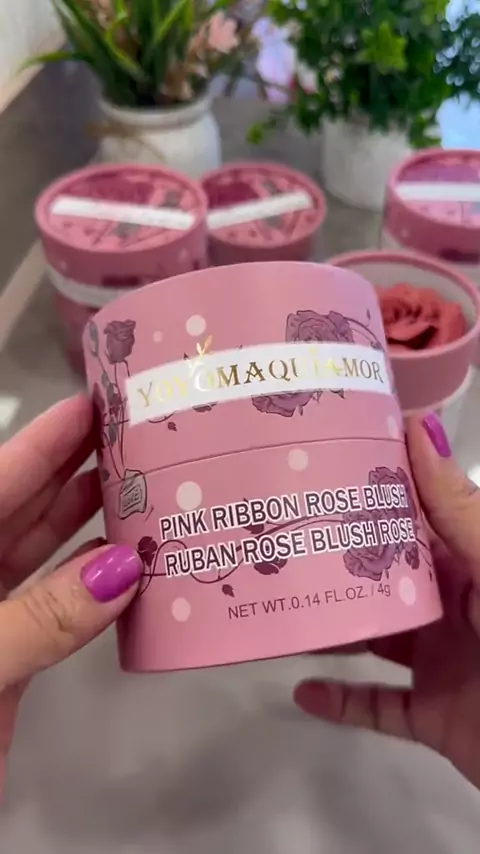 YOYOMAQUIAMOR
PINK RIBBON ROSE BLUSH
RUBAN ROSE BLUSH ROSE
NET WT.0.14 FL.OZ. / 4g